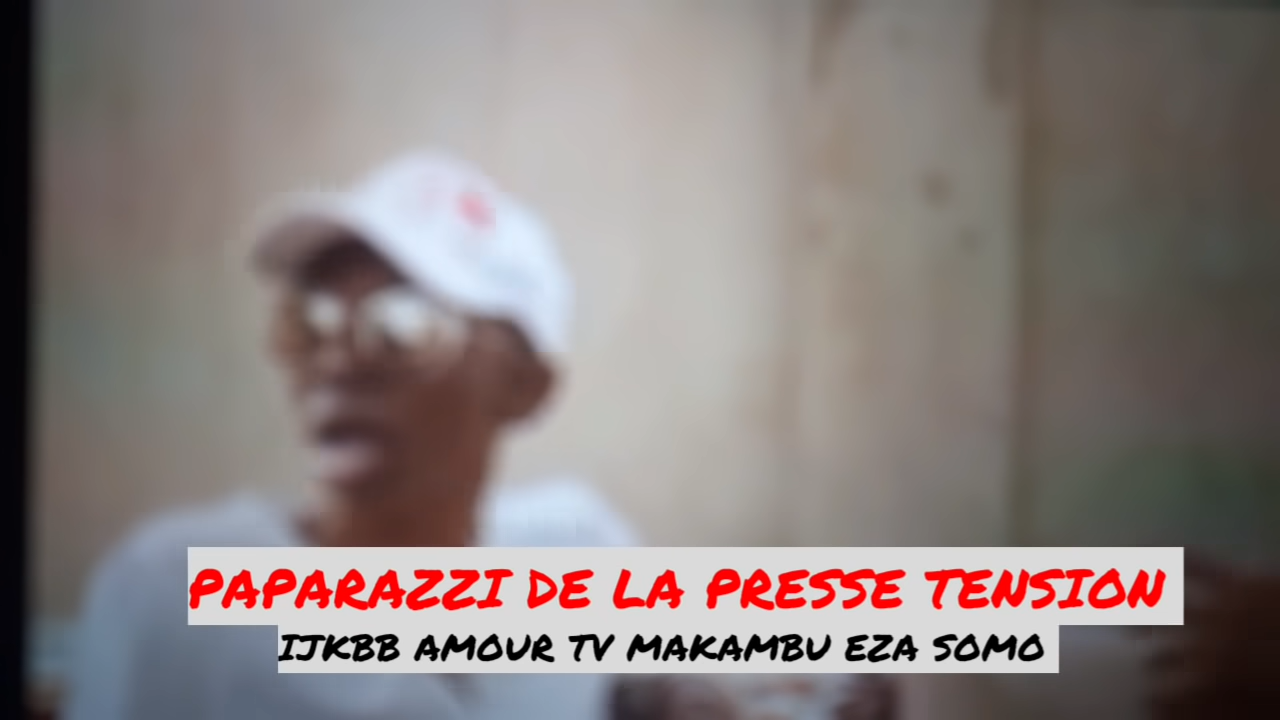 PAPARAZZI DE LA PRESSE TENSION
IJKBB AMOUR TV MAKAMBU EZA SOMO